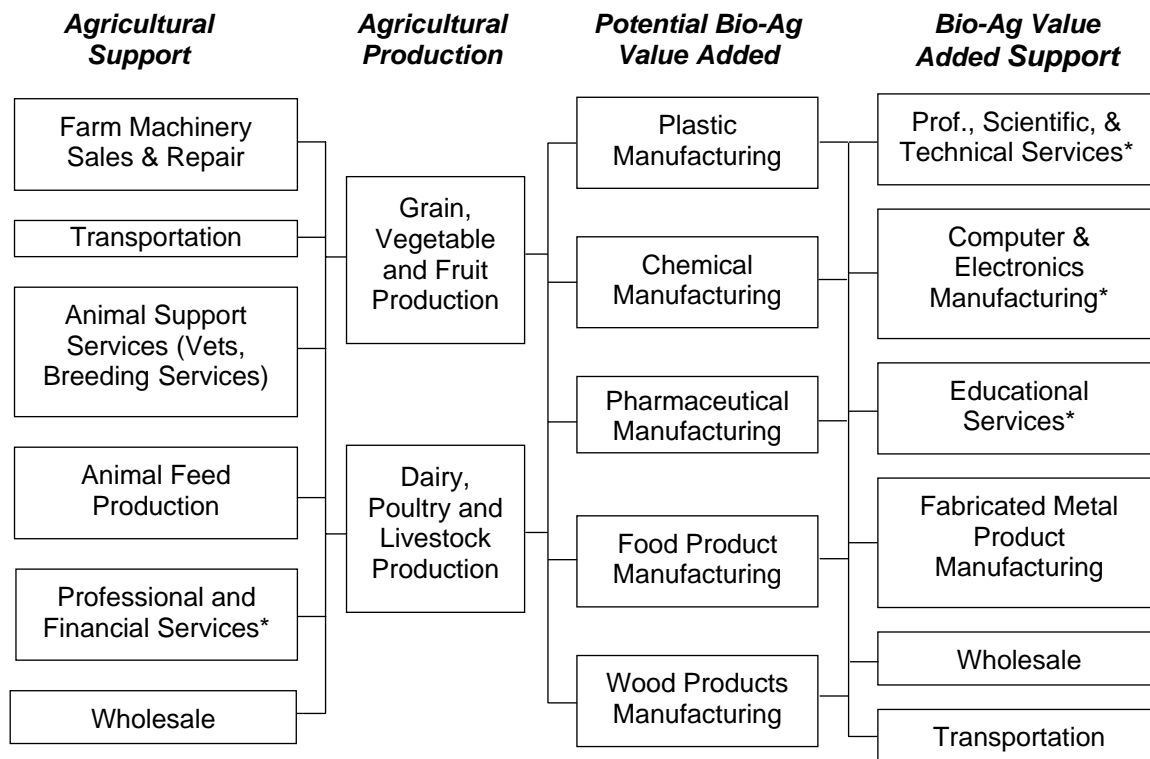 Agricultural
Support
Agricultural
Production
Potential Bio-Ag
Value Added
Bio-Ag Value
Added Support
Farm Machinery
Sales & Repair
Transportation
Animal Support
Services (Vets,
Breeding Services)
Animal Feed
Production
Professional and
Financial Services*
Wholesale
Grain,
Vegetable
and Fruit
Production
Dairy,
Poultry and
Livestock
Production
Plastic
Manufacturing
Chemical
Manufacturing
Pharmaceutical
Manufacturing
Food Product
Manufacturing
Wood Products
Manufacturing
Prof., Scientific, &
Technical Services*
Computer &
Electronics
Manufacturing*
Educational
Services*
Fabricated Metal
Product
Manufacturing
Wholesale
Transportation